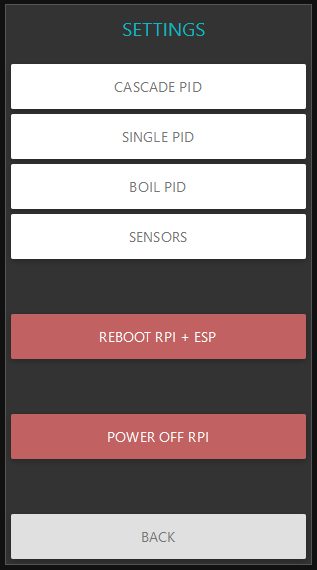 SETTINGS
CASCADE PID
SINGLE PID
BOIL PID
SENSORS
REBOOT RPI + ESP
POWER OFF RPI
BACK